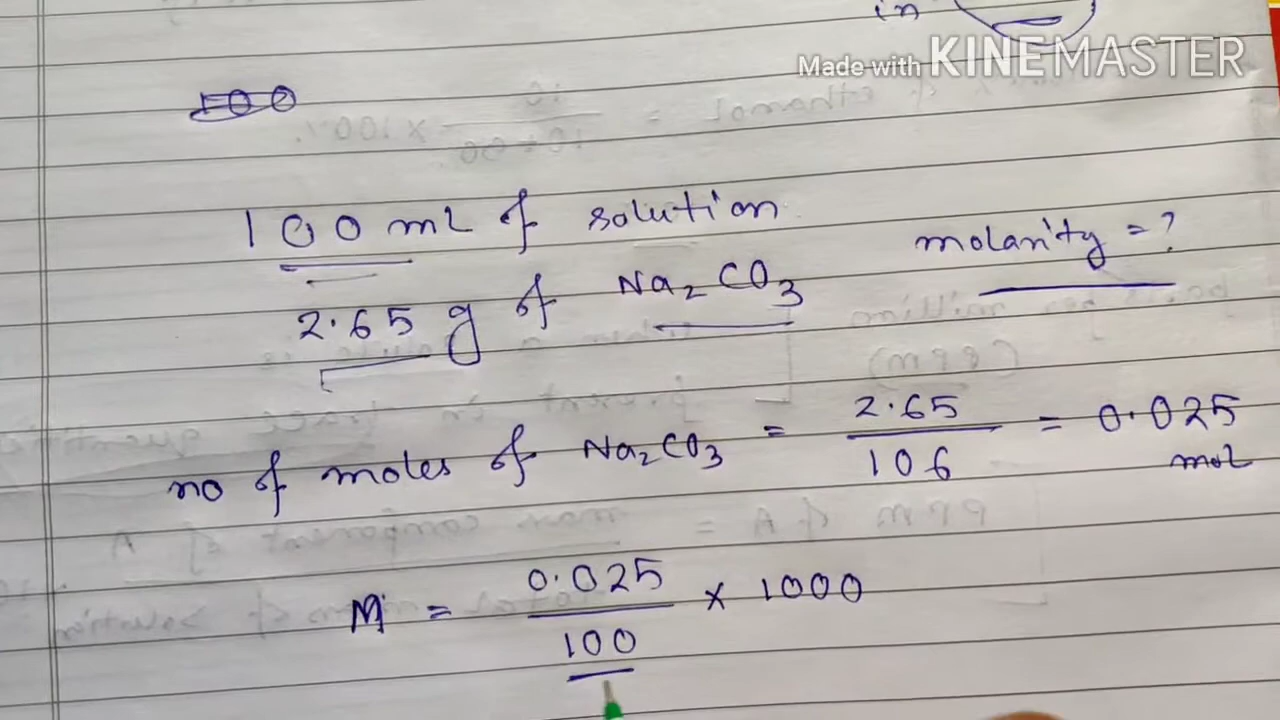 in
Made with KINEMASTER
100
100 mL of solution
molarity = ?
2.65 g of Na₂CO₃
no of moles of Na₂CO₃ = 2.65 / 106 = 0.025 mol
M = 0.025 / 100 × 1000